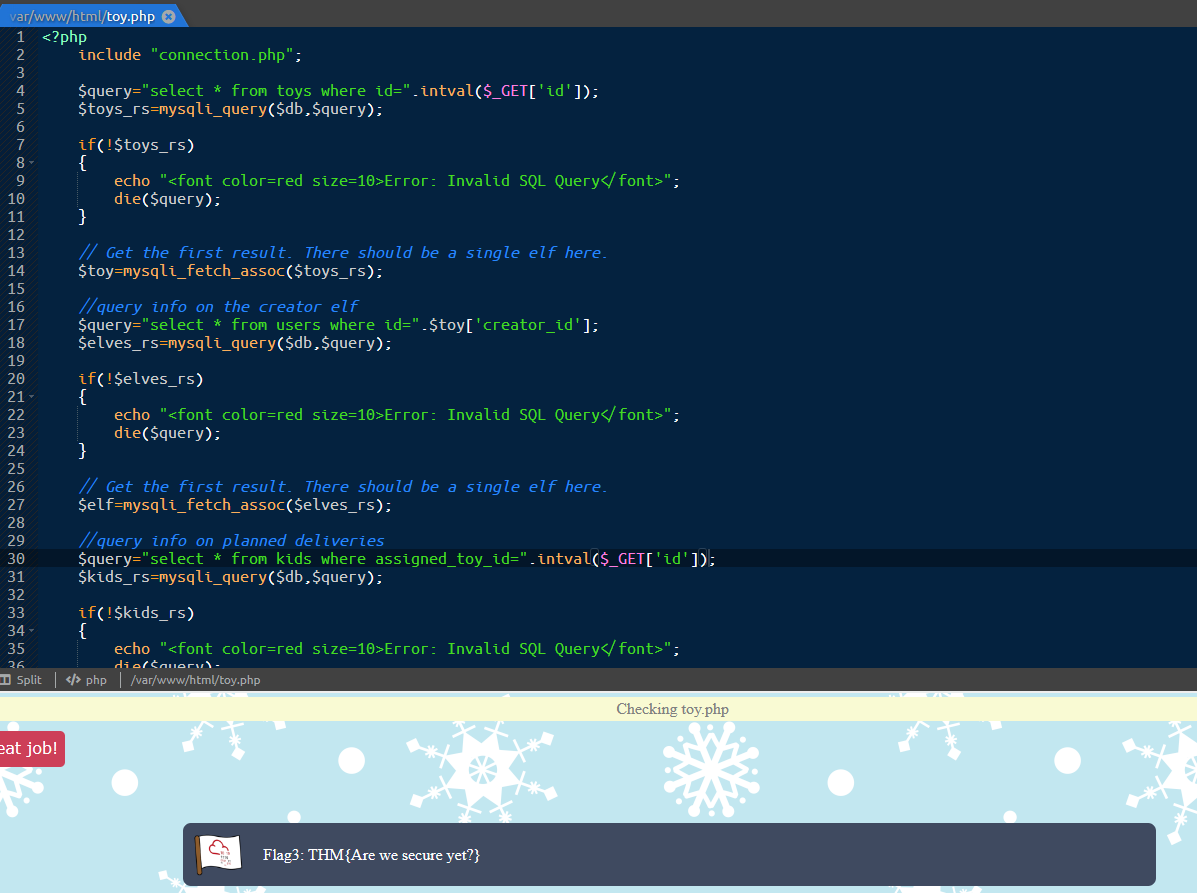 var/www/html/toy.php
1 <?php
2 include "connection.php";
3
4 $query="select * from toys where id=".intval($_GET['id']);
5 $toys_rs=mysqli_query($db,$query);
6
7 if(!$toys_rs)
8 {
9 echo "<font color=red size=10>Error: Invalid SQL Query</font>";
10 die($query);
11 }
12
13 // Get the first result. There should be a single elf here.
14 $toy=mysqli_fetch_assoc($toys_rs);
15
16 //query info on the creator elf
17 $query="select * from users where id=".$toy['creator_id'];
18 $elves_rs=mysqli_query($db,$query);
19
20 if(!$elves_rs)
21 {
22 echo "<font color=red size=10>Error: Invalid SQL Query</font>";
23 die($query);
24 }
25
26 // Get the first result. There should be a single elf here.
27 $elf=mysqli_fetch_assoc($elves_rs);
28
29 //query info on planned deliveries
30 $query="select * from kids where assigned_toy_id=".intval($_GET['id']);
31 $kids_rs=mysqli_query($db,$query);
32
33 if(!$kids_rs)
34 {
35 echo "<font color=red size=10>Error: Invalid SQL Query</font>";
36 die($query);
Split </> php /var/www/html/toy.php
Checking toy.php
eat job!
Flag3: THM{Are we secure yet?}